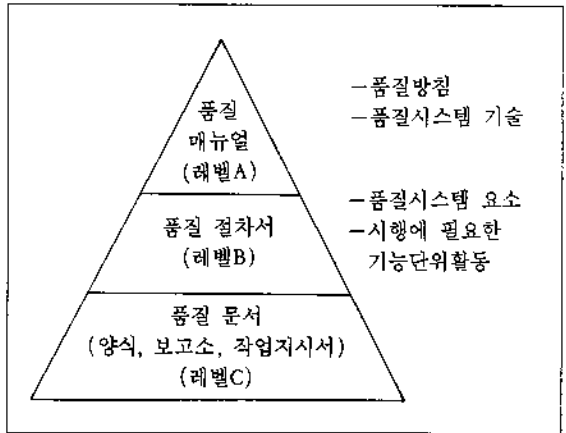 품질
매뉴얼
(레벨A)
-품질방침
-품질시스템 기술
품질 절차서
(레벨B)
-품질시스템 요소
-시행에 필요한
기능단위활동
품질 문서
(양식, 보고소, 작업지시서)
(레벨C)